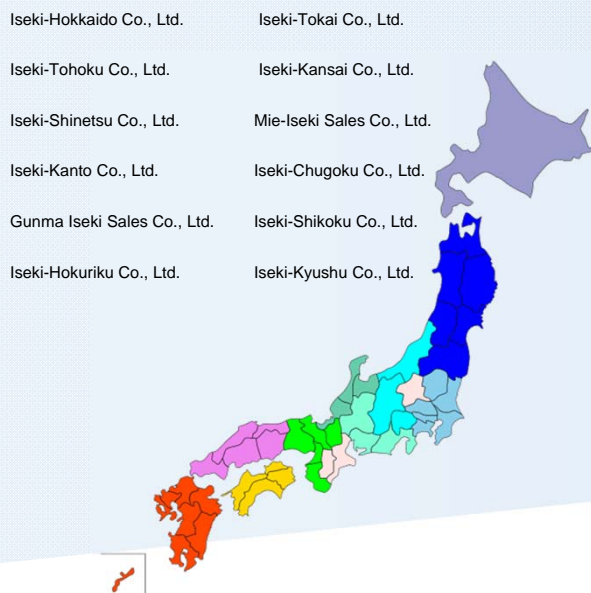 Iseki-Hokkaido Co., Ltd.
Iseki-Tohoku Co., Ltd.
Iseki-Shinetsu Co., Ltd.
Iseki-Kanto Co., Ltd.
Gunma Iseki Sales Co., Ltd.
Iseki-Hokuriku Co., Ltd.
Iseki-Tokai Co., Ltd.
Iseki-Kansai Co., Ltd.
Mie-Iseki Sales Co., Ltd.
Iseki-Chugoku Co., Ltd.
Iseki-Shikoku Co., Ltd.
Iseki-Kyushu Co., Ltd.